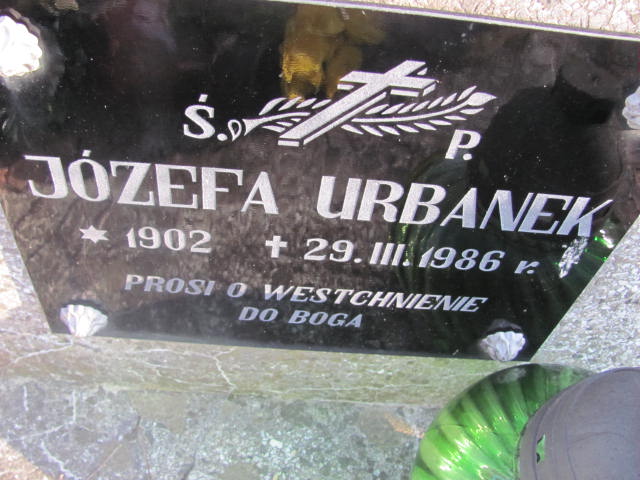 Ś. P.
JÓZEFA URBANEK
✶ 1902 ✝ 29.III.1986 r.
PROSI O WESTCHNIENIE
DO BOGA